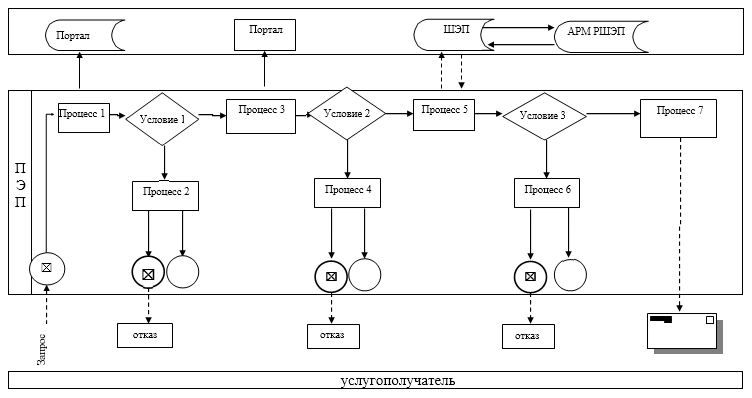 Портал
Портал
ШЭП
АРМ РШЭП
ПЭП
Процесс 1
Условие 1
Процесс 3
Условие 2
Процесс 5
Условие 3
Процесс 7
Процесс 2
Процесс 4
Процесс 6
Запрос
отказ
отказ
отказ
услугополучатель